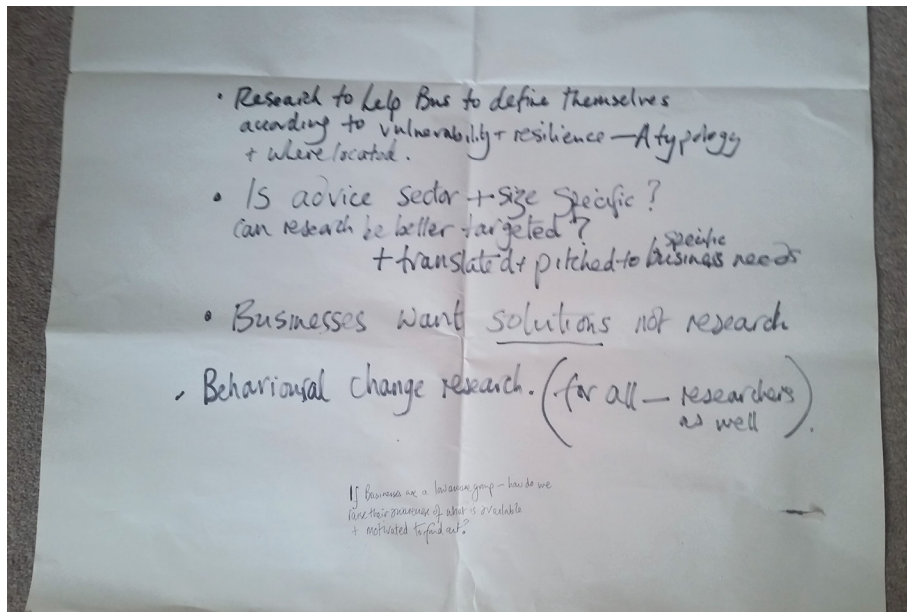 • Research to help Bus to define themselves
according to vulnerability + resilience — A typology
+ where located.
• Is advice sector + size specific?
can research be better targeted?
+ translated + pitched to specific business needs
• Businesses want solutions not research
• Behavioural change research. (for all — researchers
as well).
If Businesses are a low group — how do we
raise their awareness of what is available
+ motivated to find out?